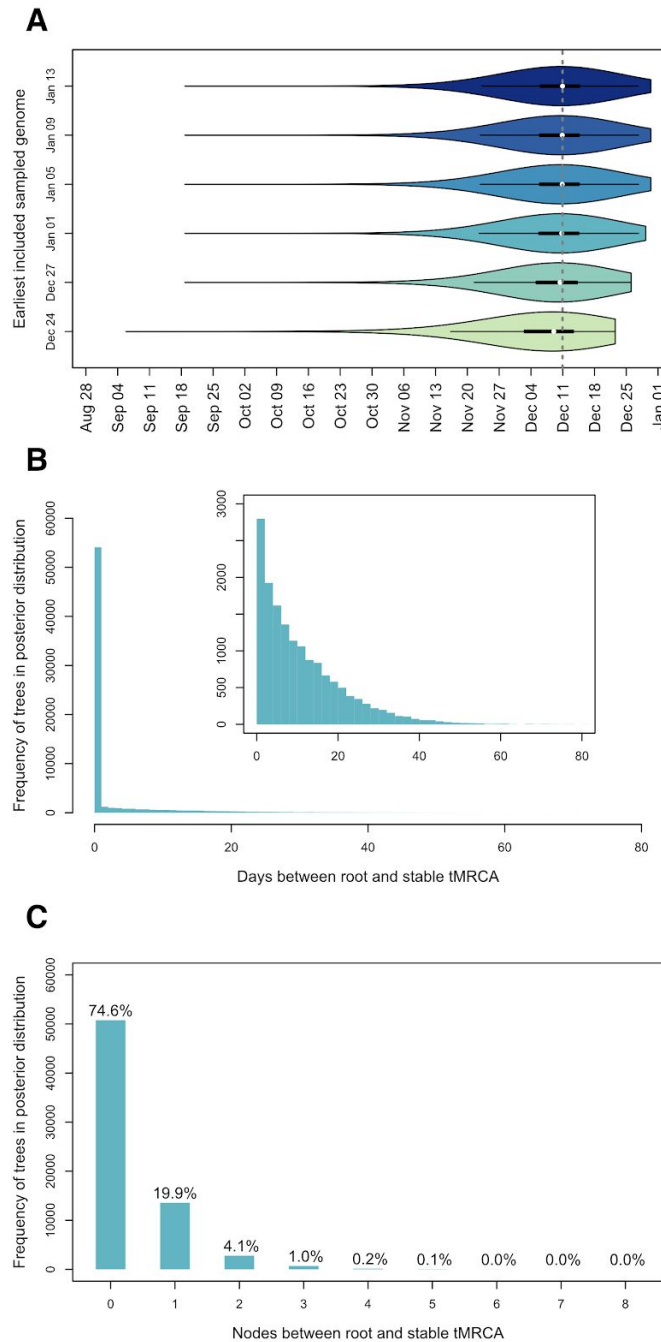 A
Earliest included sampled genome
Jan 13
Jan 09
Jan 05
Jan 01
Dec 27
Dec 24
Aug 28
Sep 04
Sep 11
Sep 18
Sep 25
Oct 02
Oct 09
Oct 16
Oct 23
Oct 30
Nov 06
Nov 13
Nov 20
Nov 27
Dec 04
Dec 11
Dec 18
Dec 25
Jan 01
B
Frequency of trees in posterior distribution
60000
50000
40000
30000
20000
10000
0
3000
2000
1000
500
0
0 20 40 60 80
0 20 40 60 80
Days between root and stable tMRCA
C
Frequency of trees in posterior distribution
60000
50000
40000
30000
20000
10000
0
74.6%
19.9%
4.1%
1.0%
0.2%
0.1%
0.0%
0.0%
0.0%
0 1 2 3 4 5 6 7 8
Nodes between root and stable tMRCA